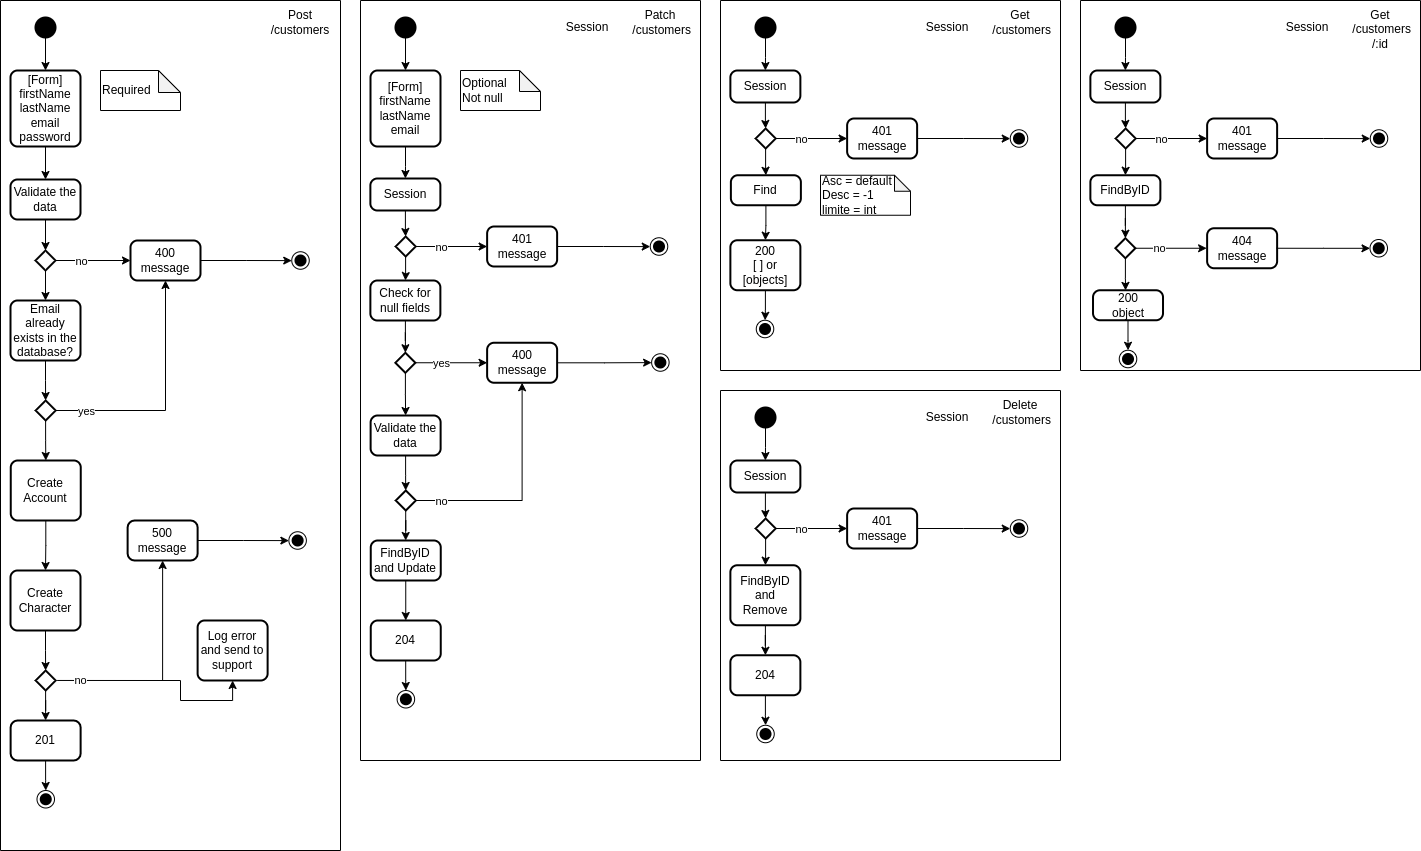 Post
/customers
[Form]
firstName
lastName
email
password
Required
Validate the
data
no
400
message
Email
already
exists in the
database?
yes
Create
Account
500
message
Create
Character
Log error
and send to
support
no
201
Session
Patch
/customers
[Form]
firstName
lastName
email
Optional
Not null
Session
no
401
message
Check for
null fields
yes
400
message
Validate the
data
no
FindByID
and Update
204
Session
Get
/customers
Session
no
401
message
Find
Asc = default
Desc = -1
limite = int
200
[ ] or
[objects]
Session
Get
/customers
/:id
Session
no
401
message
FindByID
no
404
message
200
object
Session
Delete
/customers
Session
no
401
message
FindByID
and
Remove
204